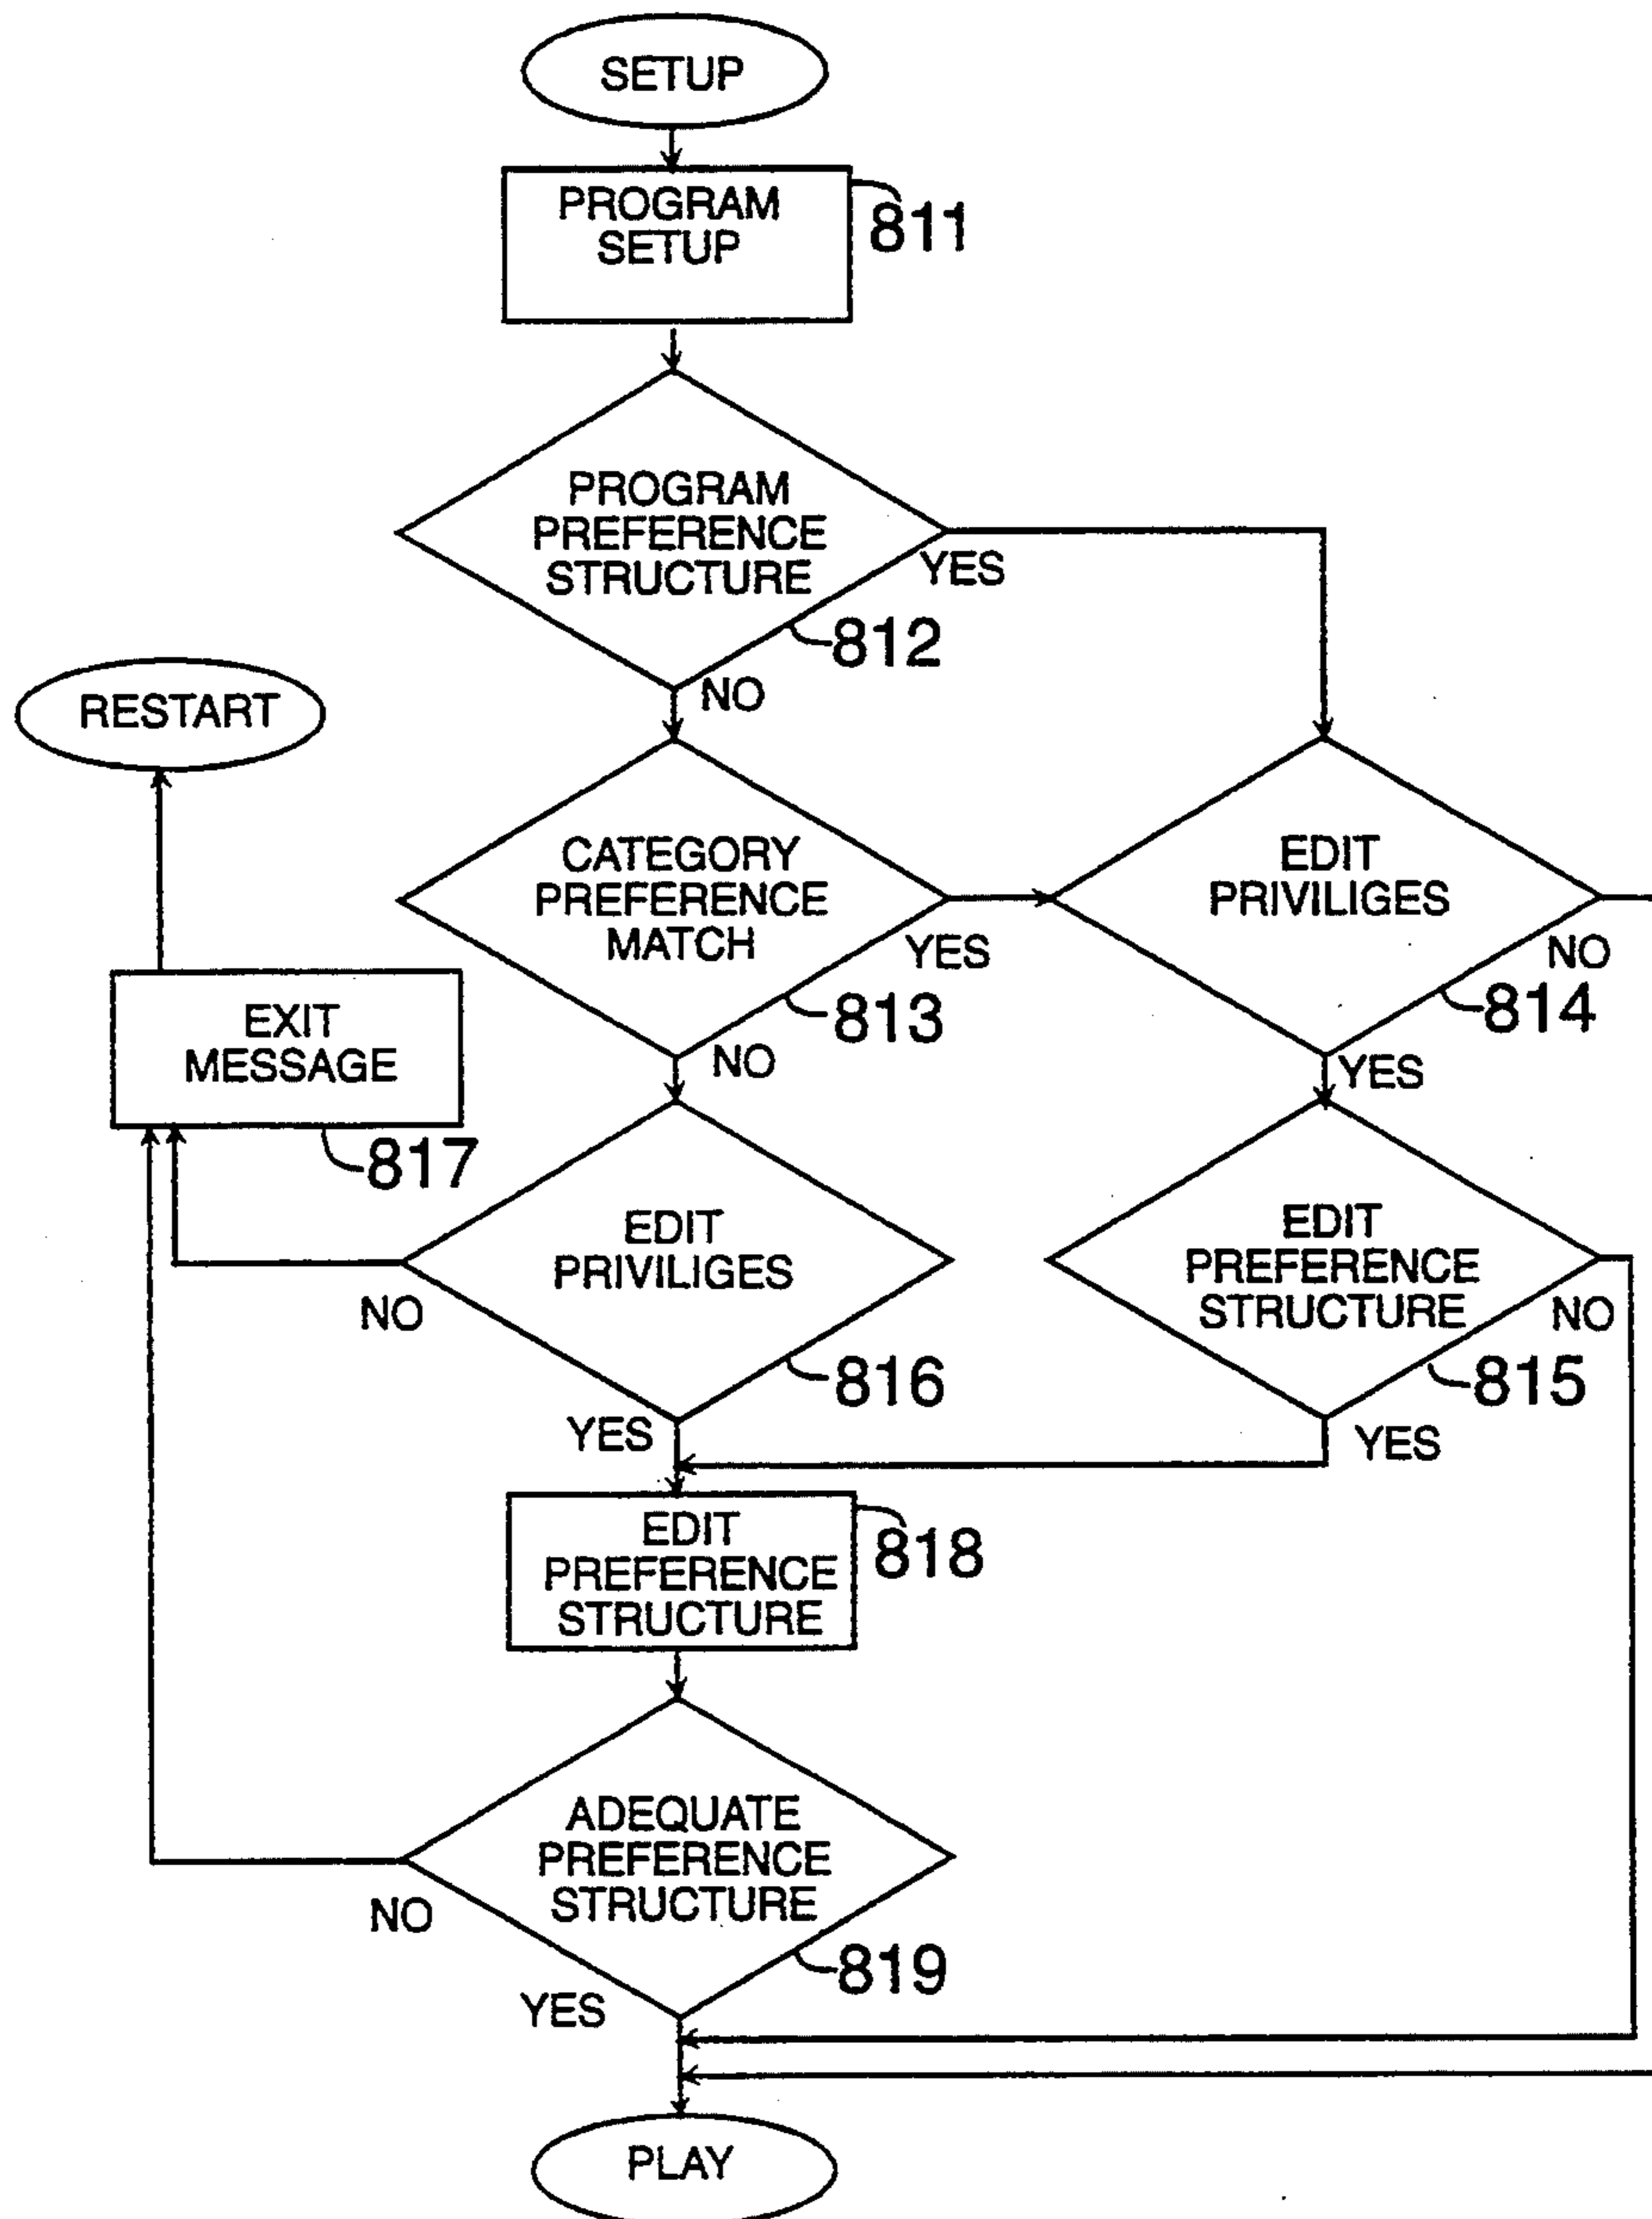 SETUP
PROGRAM
SETUP
811
PROGRAM
PREFERENCE
STRUCTURE
YES
812
NO
RESTART
CATEGORY
PREFERENCE
MATCH
YES
813
NO
EDIT
PRIVILIGES
NO
814
YES
EXIT
MESSAGE
817
EDIT
PRIVILIGES
NO
816
YES
EDIT
PREFERENCE
STRUCTURE
NO
815
YES
EDIT
PREFERENCE
STRUCTURE
818
ADEQUATE
PREFERENCE
STRUCTURE
NO
819
YES
PLAY